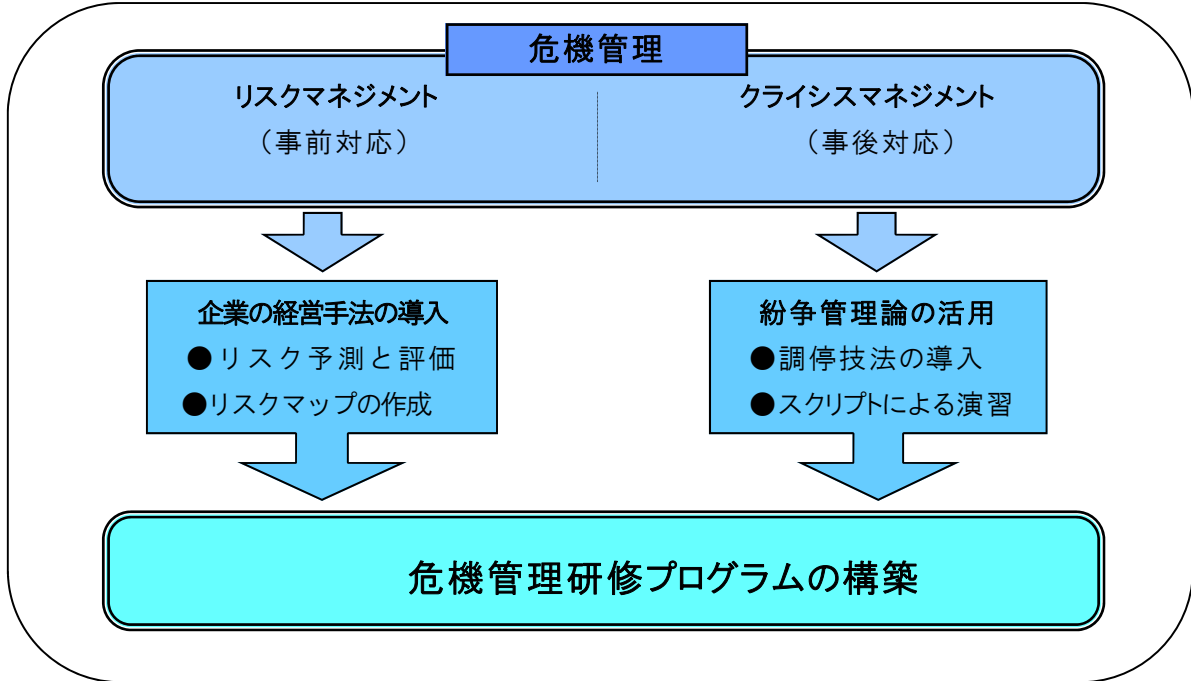 危機管理
リスクマネジメント
（事前対応）
クライシスマネジメント
（事後対応）
企業の経営手法の導入
●リスク予測と評価
●リスクマップの作成
紛争管理論の活用
●調停技法の導入
●スクリプトによる演習
危機管理研修プログラムの構築